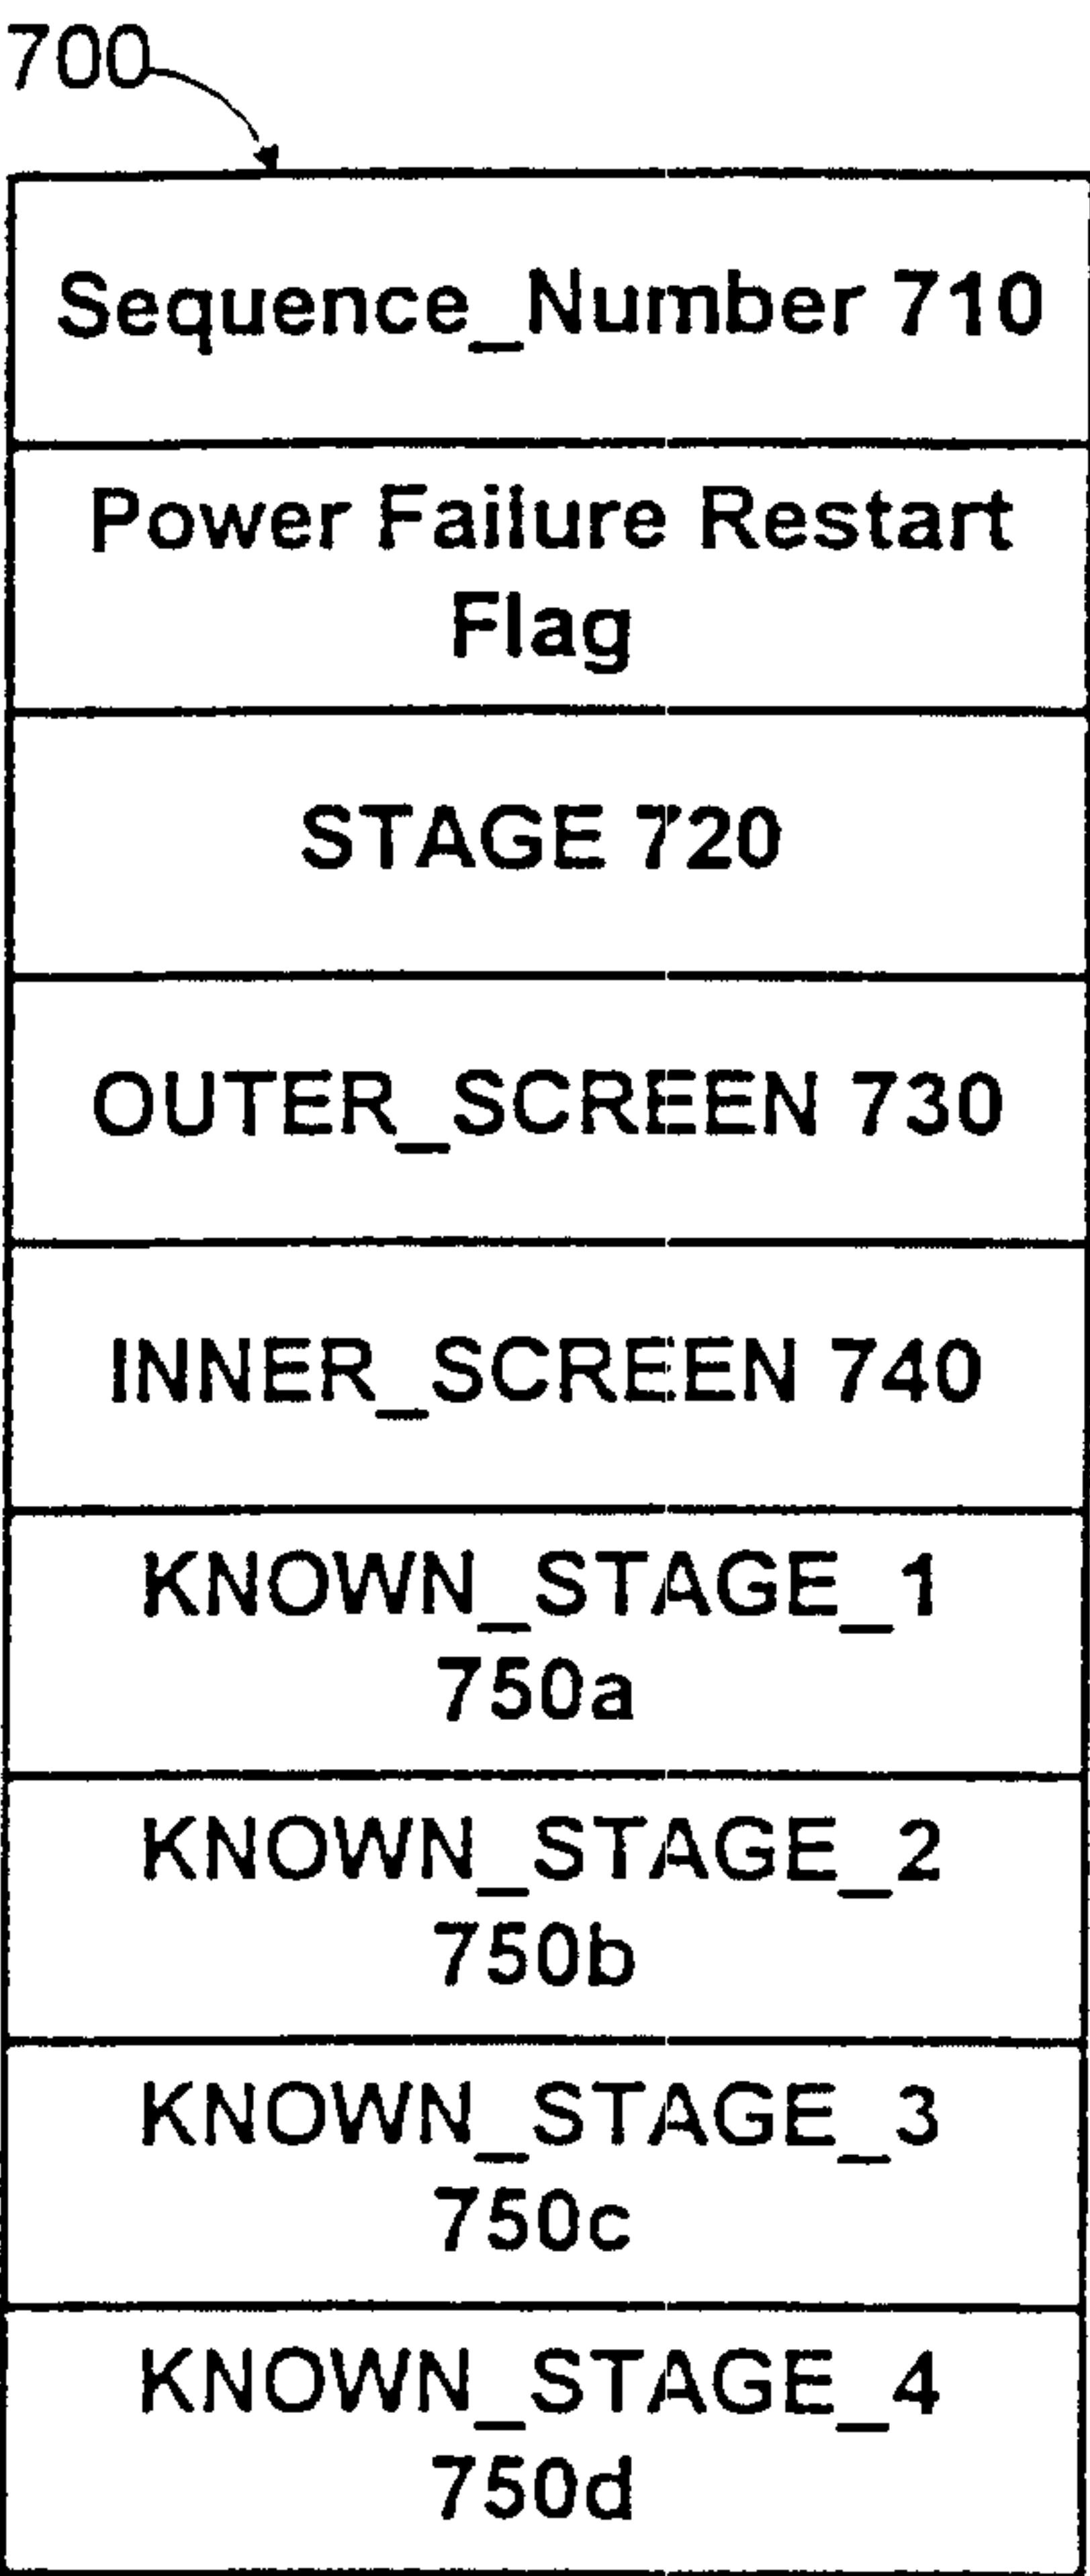 700
Sequence_Number 710
Power Failure Restart
Flag
STAGE 720
OUTER_SCREEN 730
INNER_SCREEN 740
KNOWN_STAGE_1
750a
KNOWN_STAGE_2
750b
KNOWN_STAGE_3
750c
KNOWN_STAGE_4
750d